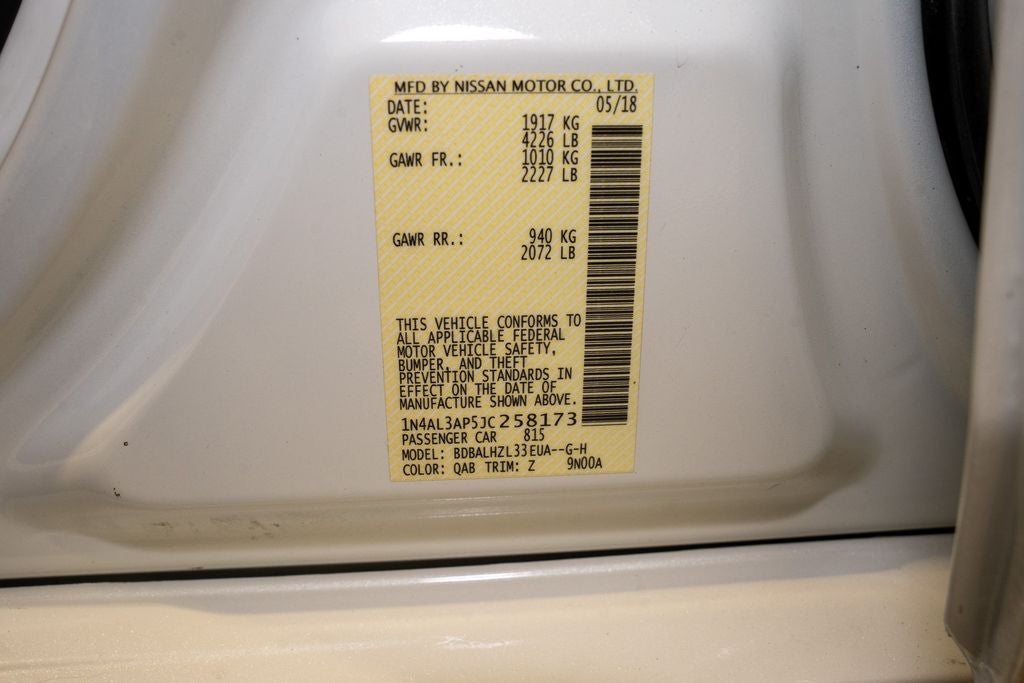 MFD BY NISSAN MOTOR CO., LTD.
DATE: 05/18
GVWR: 1917 KG
4226 LB
GAWR FR.: 1010 KG
2227 LB
GAWR RR.: 940 KG
2072 LB
THIS VEHICLE CONFORMS TO
ALL APPLICABLE FEDERAL
MOTOR VEHICLE SAFETY,
BUMPER, AND THEFT
PREVENTION STANDARDS IN
EFFECT ON THE DATE OF
MANUFACTURE SHOWN ABOVE.
1N4AL3AP5JC258173
PASSENGER CAR 815
MODEL: BDBALHZL33EUA--G-H
COLOR: QAB TRIM: Z 9N00A